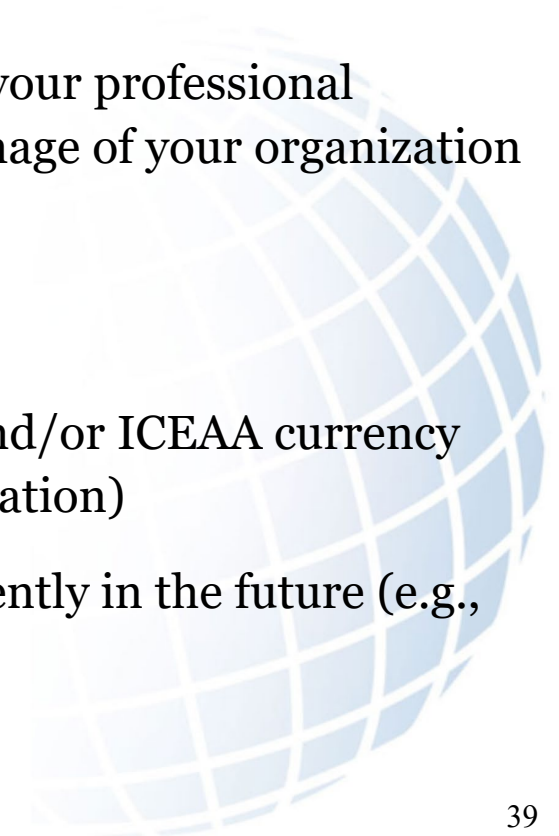 your professional
nage of your organization
nd/or ICEAA currency
ation)
ently in the future (e.g.,
39